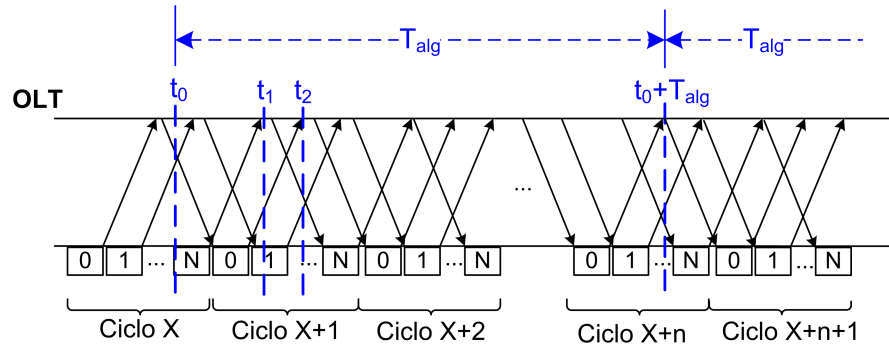 T_alg T_alg
t_0 t_1 t_2 t_0+T_alg
OLT
...
0 1 ... N 0 1 ... N 0 1 ... N 0 1 ... N 0 1 ... N
Ciclo X Ciclo X+1 Ciclo X+2 Ciclo X+n Ciclo X+n+1